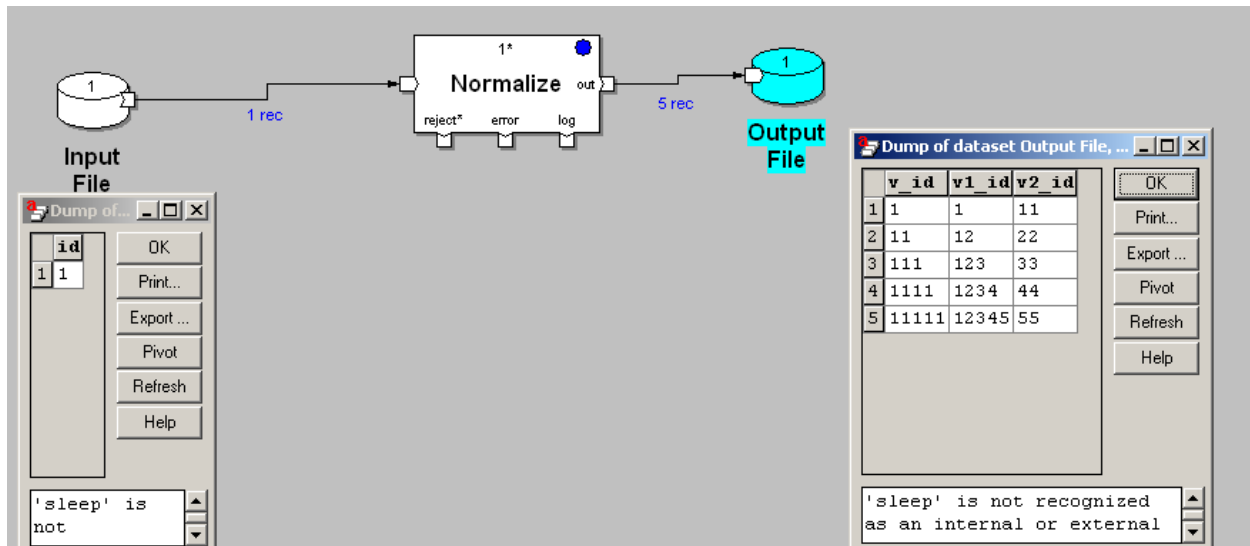 1
Input
File
1 rec
1*
Normalize
out
reject*
error
log
5 rec
1
Output
File
Dump of...
id
1 1
OK
Print...
Export ...
Pivot
Refresh
Help
'sleep' is
not
Dump of dataset Output File, ...
v_id v1_id v2_id
1 1 1 11
2 11 12 22
3 111 123 33
4 1111 1234 44
5 11111 12345 55
OK
Print...
Export ...
Pivot
Refresh
Help
'sleep' is not recognized
as an internal or external